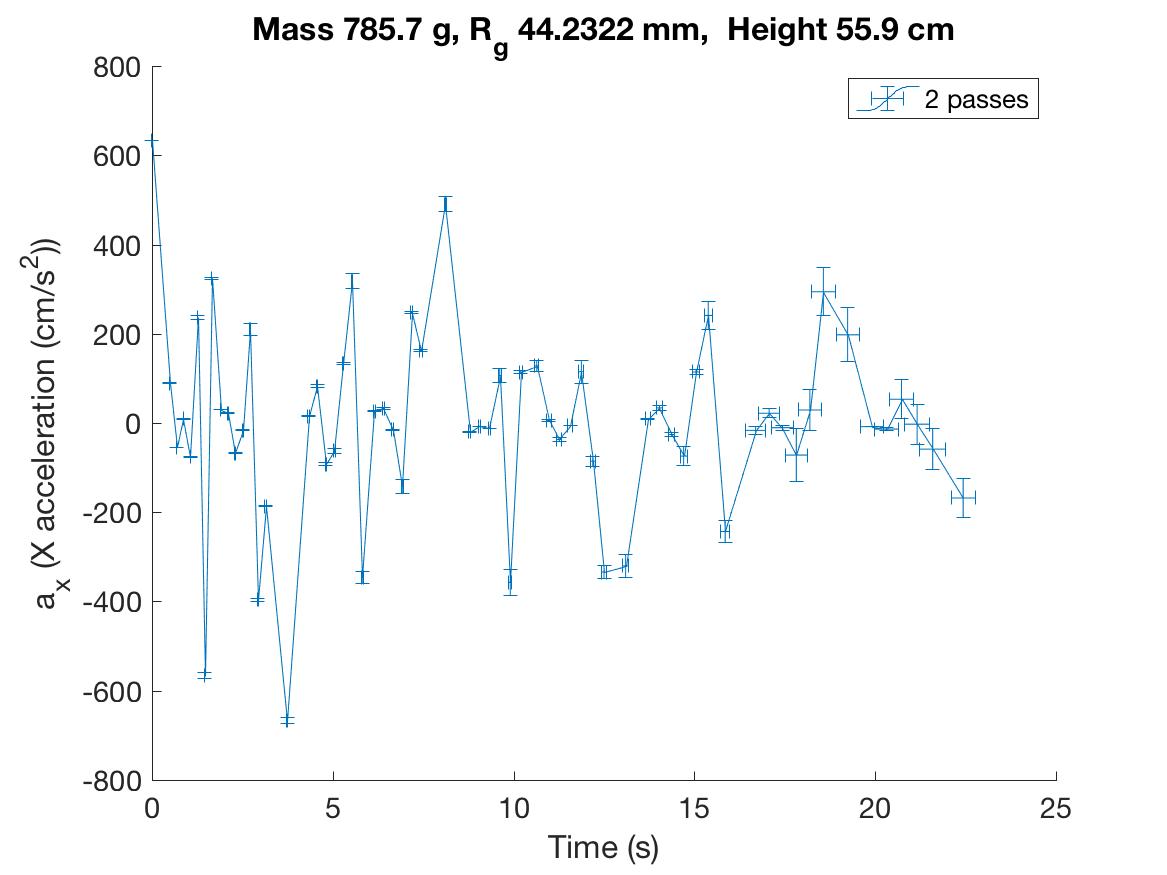 Mass 785.7 g, Rg 44.2322 mm,  Height 55.9 cm
2 passes
800
600
400
200
0
-200
-400
-600
-800
ax (X acceleration (cm/s2))
0 5 10 15 20 25
Time (s)